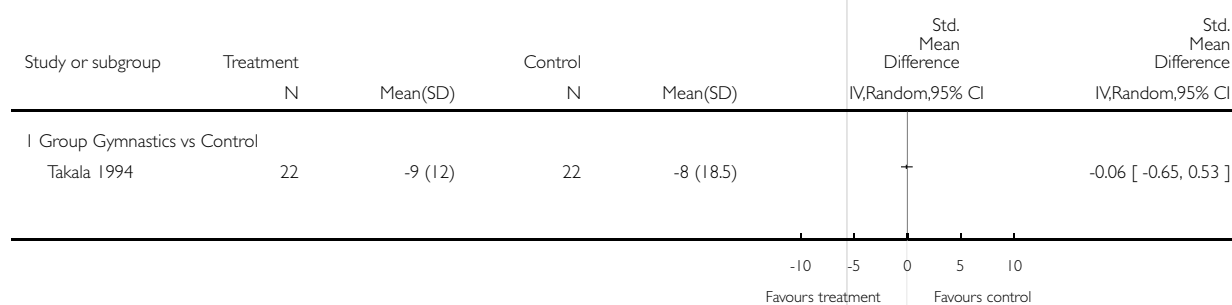 Std. Std.
Mean Mean
Study or subgroup Treatment Control Difference Difference
N Mean(SD) N Mean(SD) IV,Random,95% CI IV,Random,95% CI
1 Group Gymnastics vs Control
Takala 1994 22 -9 (12) 22 -8 (18.5) -0.06 [ -0.65, 0.53 ]
-10 -5 0 5 10
Favours treatment Favours control